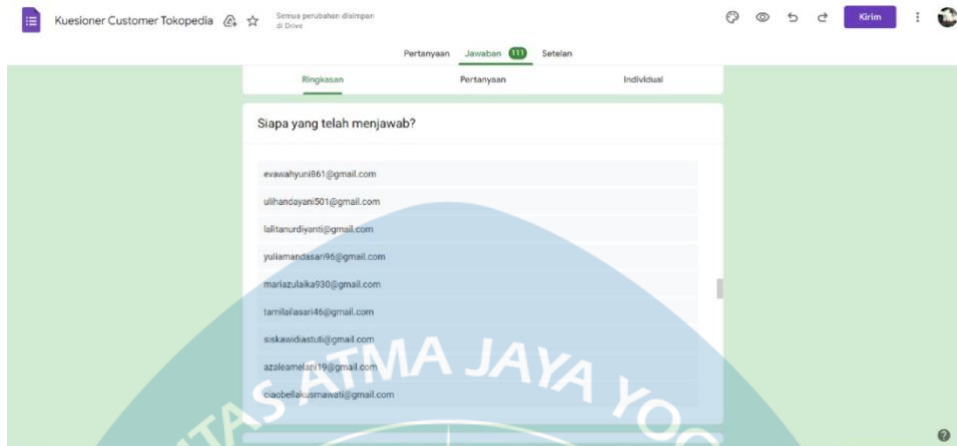 Kuesioner Customer Tokopedia
Semua perubahan disimpan
di Drive
Kirim
Pertanyaan Jawaban 111 Setelan
Ringkasan Pertanyaan Individual
Siapa yang telah menjawab?
evawahyuni861@gmail.com
ulihandayani501@gmail.com
lalitanurdiyanti@gmail.com
yuliamandasari96@gmail.com
mariazulaika930@gmail.com
tamilailasari46@gmail.com
siskawidiastuti@gmail.com
azaleamelani19@gmail.com
ciaobellakusmawati@gmail.com
ITAS ATMA JAYA YOG